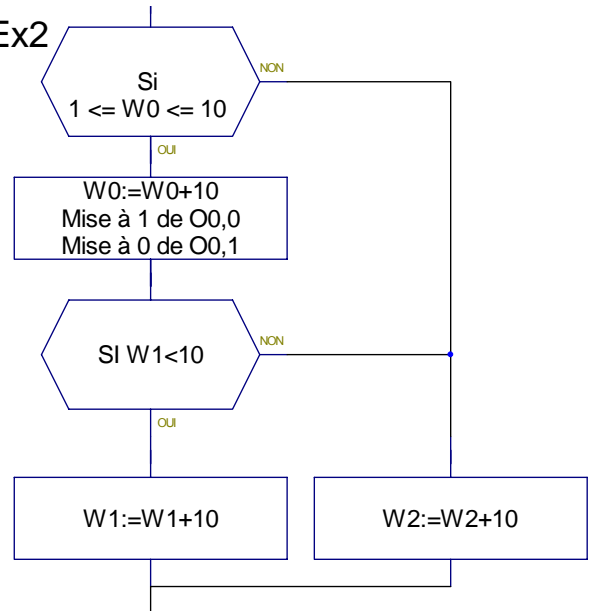 Ex2
Si
1 <= W0 <= 10
NON
OUI
W0:=W0+10
Mise à 1 de O0,0
Mise à 0 de O0,1
SI W1<10
NON
OUI
W1:=W1+10
W2:=W2+10